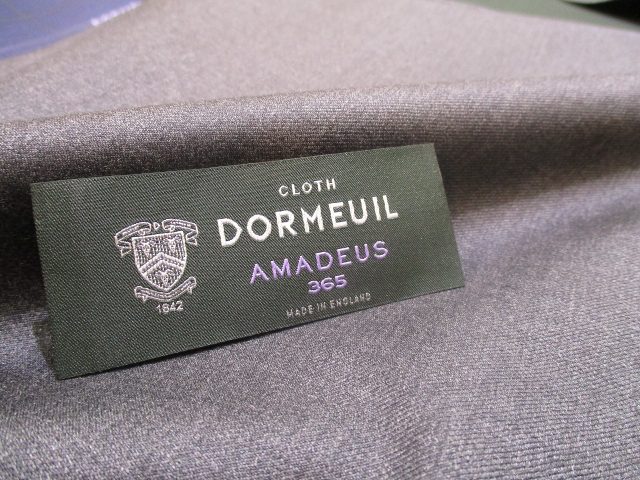 CLOTH
DORMEUIL
AMADEUS
365
MADE IN ENGLAND
D
1842